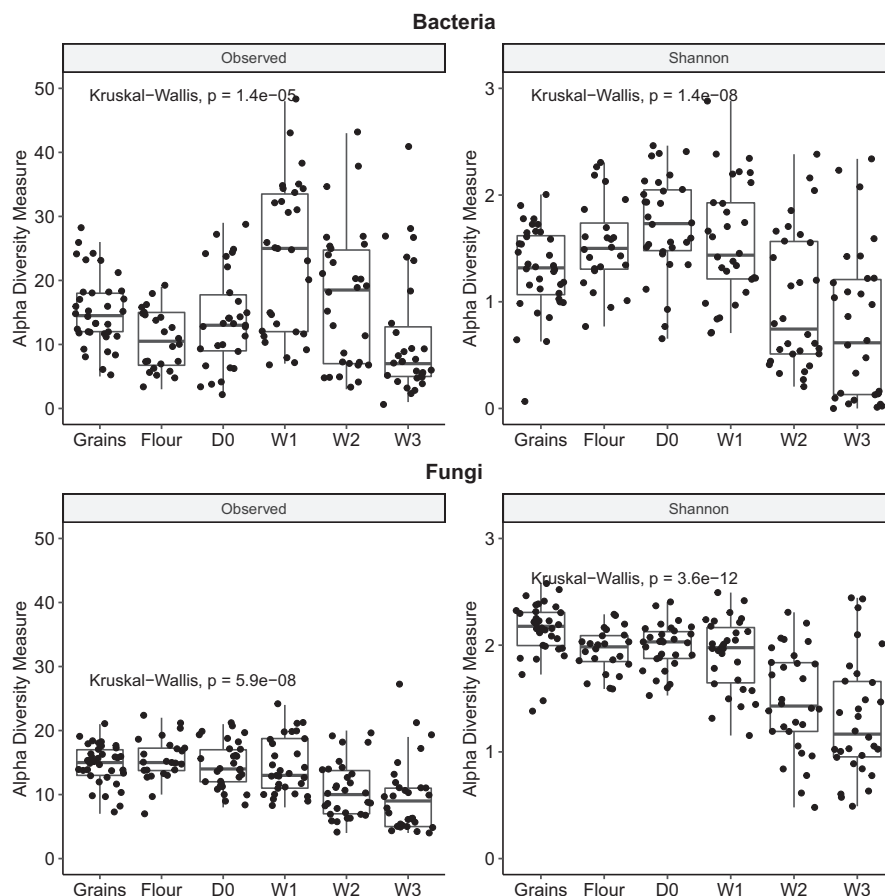 Bacteria
Observed
Shannon
Alpha Diversity Measure
50
40
30
20
10
0
Kruskal−Wallis, p = 1.4e−05
Grains Flour D0 W1 W2 W3
Alpha Diversity Measure
3
2
1
0
Kruskal−Wallis, p = 1.4e−08
Grains Flour D0 W1 W2 W3
Fungi
Observed
Shannon
Alpha Diversity Measure
50
40
30
20
10
0
Kruskal−Wallis, p = 5.9e−08
Grains Flour D0 W1 W2 W3
Alpha Diversity Measure
3
2
1
0
Kruskal−Wallis, p = 3.6e−12
Grains Flour D0 W1 W2 W3